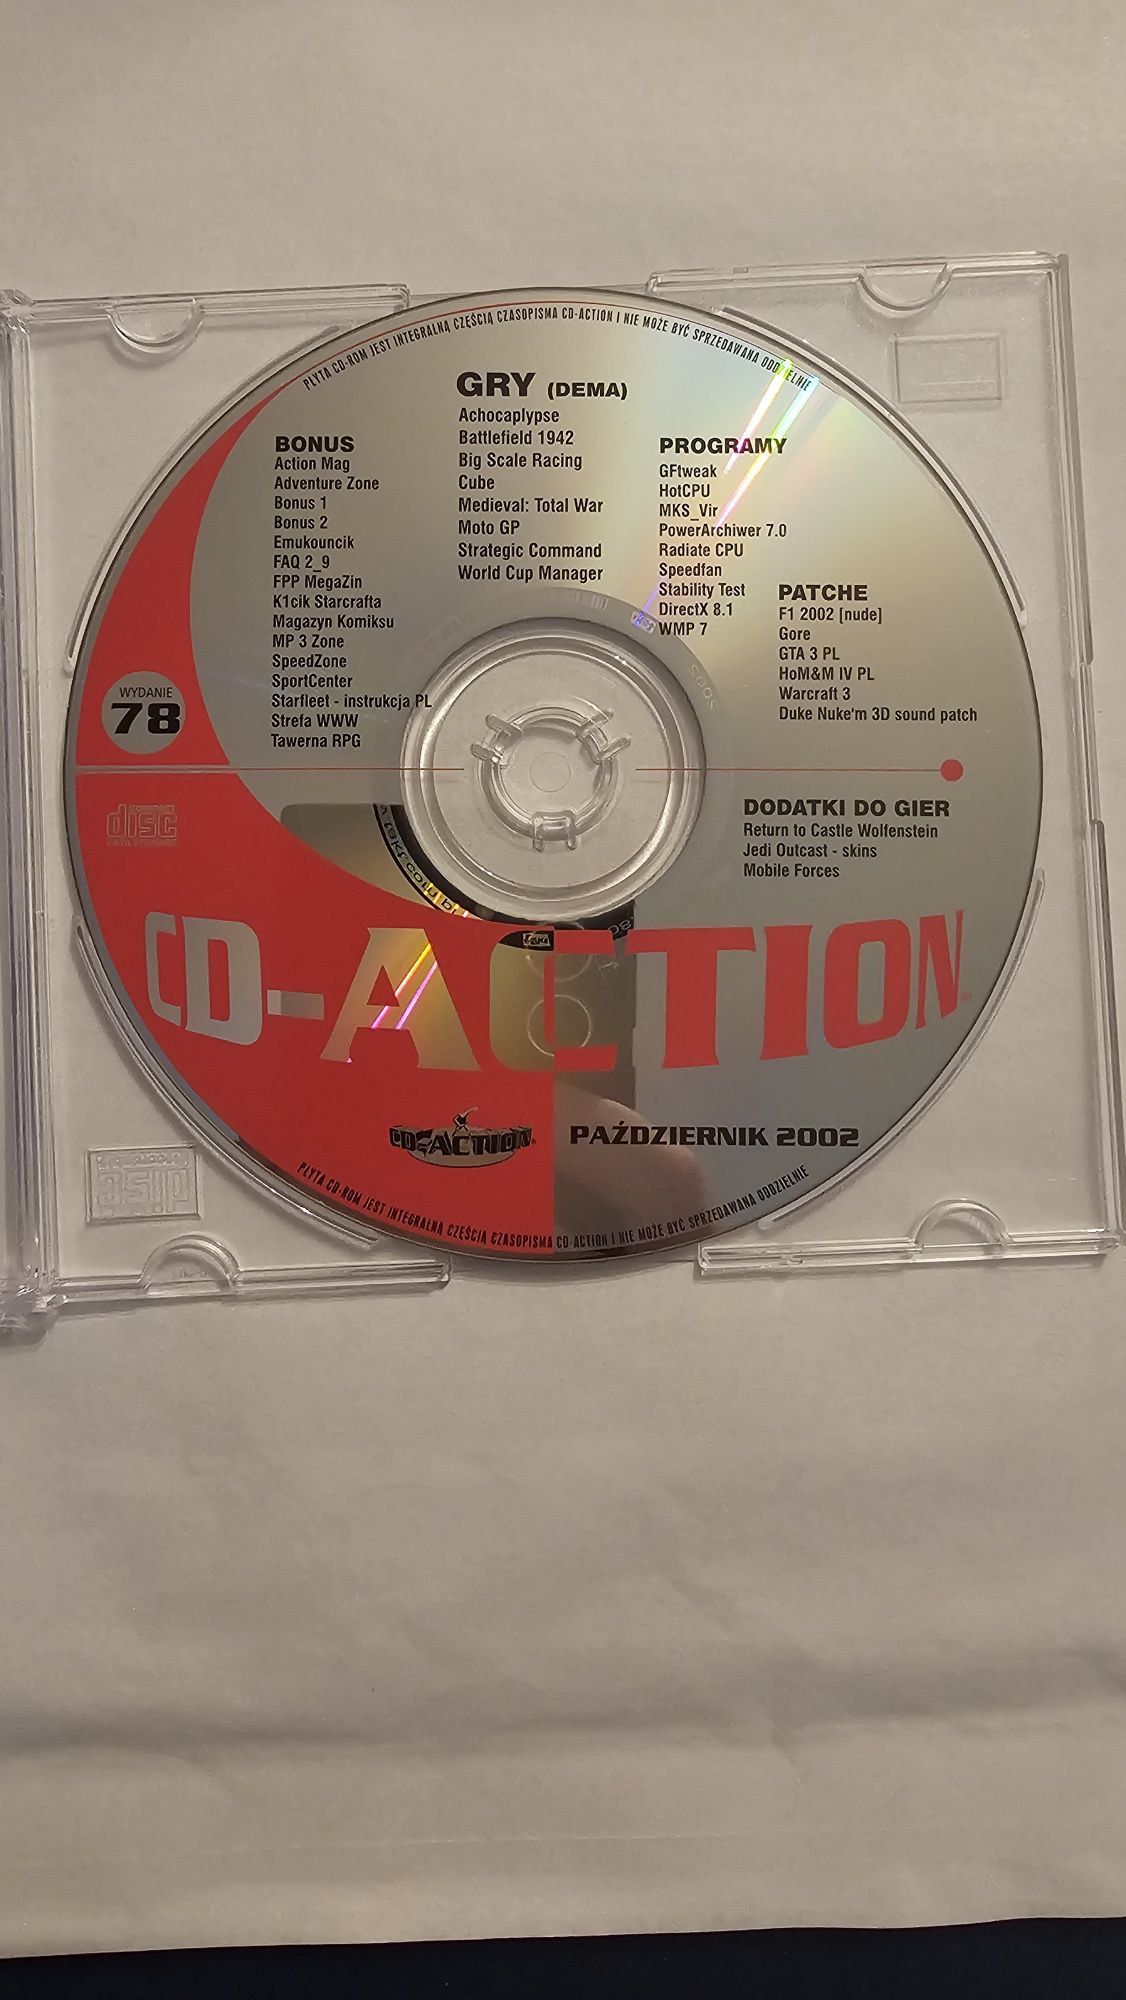 PŁYTA CD-ROM JEST INTEGRALNĄ CZĘŚCIĄ CZASOPISMA CD-ACTION I NIE MOŻE BYĆ SPRZEDAWANA ODDZIELNIE
GRY (DEMA)
Achocaplypse
Battlefield 1942
Big Scale Racing
Cube
Medieval: Total War
Moto GP
Strategic Command
World Cup Manager
BONUS
Action Mag
Adventure Zone
Bonus 1
Bonus 2
Emukouncik
FAQ 2_9
FPP MegaZin
K1cik Starcrafta
Magazyn Komiksu
MP 3 Zone
SpeedZone
SportCenter
Starfleet - instrukcja PL
Strefa WWW
Tawerna RPG
PROGRAMY
GFtweak
HotCPU
MKS_Vir
PowerArchiwer 7.0
Radiate CPU
Speedfan
Stability Test
DirectX 8.1
WMP 7
PATCHE
F1 2002 [nude]
Gore
GTA 3 PL
HoM&M IV PL
Warcraft 3
Duke Nuke'm 3D sound patch
WYDANIE
78
DODATKI DO GIER
Return to Castle Wolfenstein
Jedi Outcast - skins
Mobile Forces
disc
CD-ACTION
CD-ACTION
PAŹDZIERNIK 2002
PŁYTA CD-ROM JEST INTEGRALNĄ CZĘŚCIĄ CZASOPISMA CD-ACTION I NIE MOŻE BYĆ SPRZEDAWANA ODDZIELNIE
disc